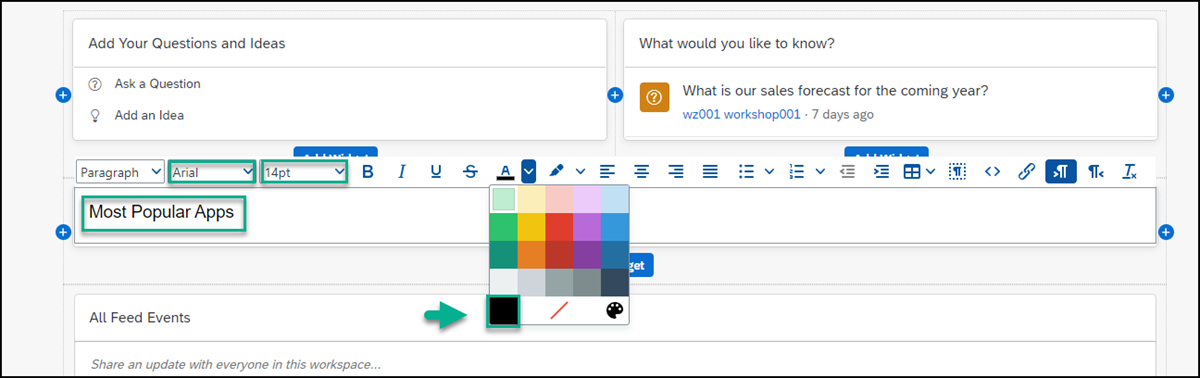 Add Your Questions and Ideas
Ask a Question
Add an Idea
What would you like to know?
What is our sales forecast for the coming year?
wz001 workshop001 · 7 days ago
Paragraph Arial 14pt B I U S A
Most Popular Apps
get
All Feed Events
Share an update with everyone in this workspace...